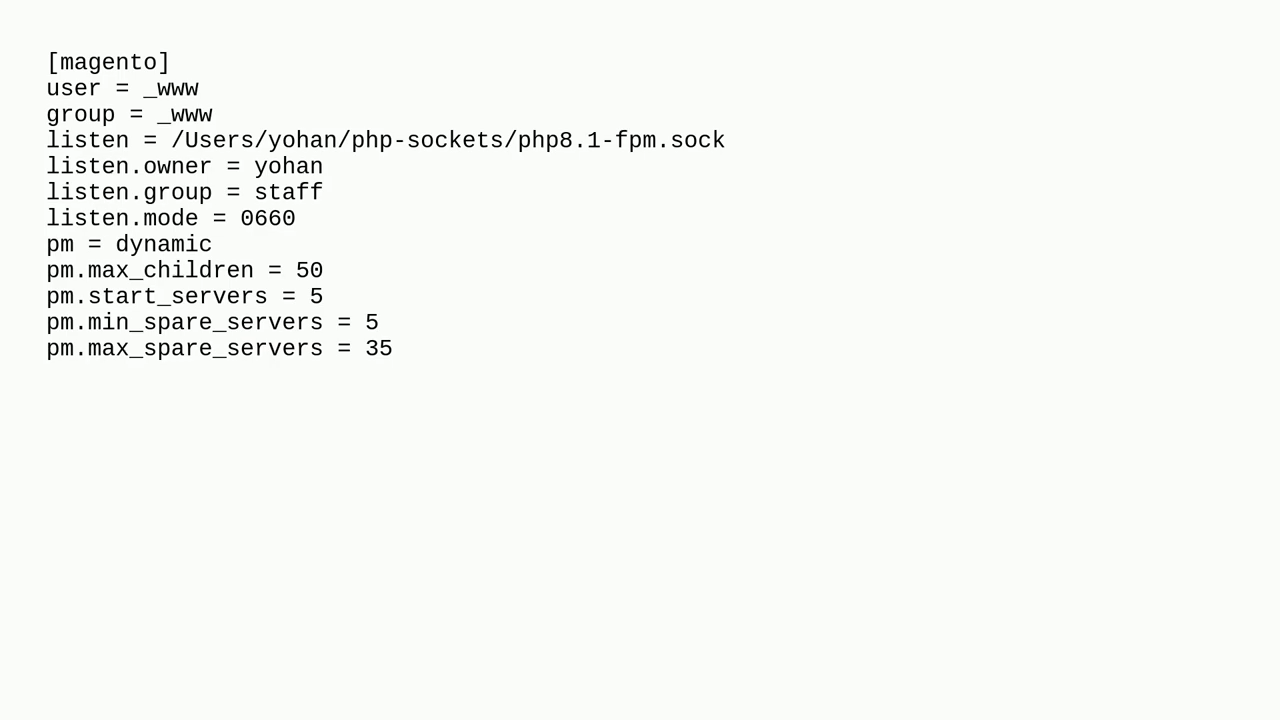 [magento]
user = _www
group = _www
listen = /Users/yohan/php-sockets/php8.1-fpm.sock
listen.owner = yohan
listen.group = staff
listen.mode = 0660
pm = dynamic
pm.max_children = 50
pm.start_servers = 5
pm.min_spare_servers = 5
pm.max_spare_servers = 35